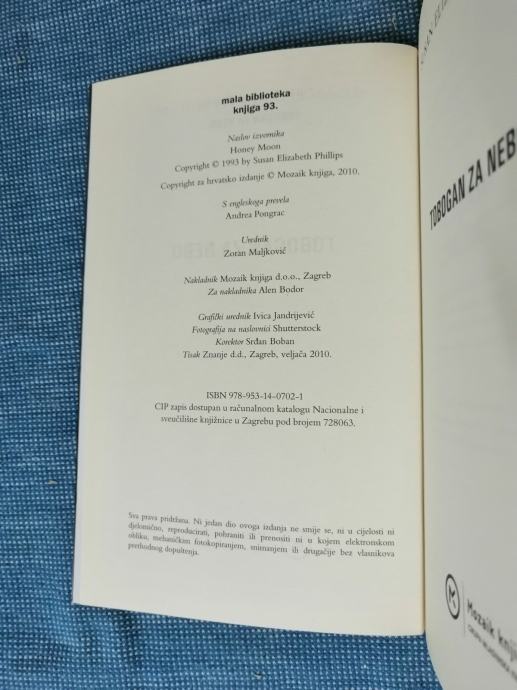 mala biblioteka
knjiga 93.
Naslov izvornika
Honey Moon
Copyright © 1993 by Susan Elizabeth Phillips
Copyright za hrvatsko izdanje © Mozaik knjiga, 2010.
S engleskoga prevela
Andrea Pongrac
Urednik
Zoran Maljković
Nakladnik Mozaik knjiga d.o.o., Zagreb
Za nakladnika Alen Bodor
Grafički urednik Ivica Jandrijević
Fotografija na naslovnici Shutterstock
Korektor Srđan Boban
Tisak Znanje d.d., Zagreb, veljača 2010.
ISBN 978-953-14-0702-1
CIP zapis dostupan u računalnom katalogu Nacionalne i
sveučilišne knjižnice u Zagrebu pod brojem 728063.
Sva prava pridržana. Ni jedan dio ovoga izdanja ne smije se, ni u cijelosti ni
djelomično, reproducirati, pohraniti ili prenositi ni u kojem elektronskom
obliku, mehaničkim fotokopiranjem, snimanjem ili drugačije bez vlasnikova
prethodnog dopuštenja.
TOBOGAN ZA NEB
Mozaik knji